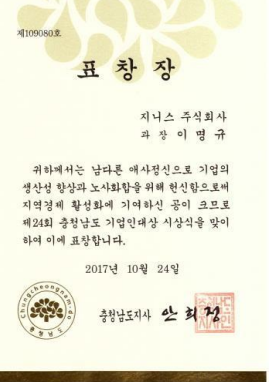 제109080호
표창장
지니스 주식회사
과장 이명규
귀하께서는 남다른 애사정신으로 기업의
생산성 향상과 노사화합을 위해 헌신함으로써
지역경제 활성화에 기여하신 공이 크므로
제24회 충청남도 기업인대상 시상식을 맞이
하여 이에 표창합니다.
2017년 10월 24일
Chungcheongnam-do
충청남도
충청남도지사 안희정